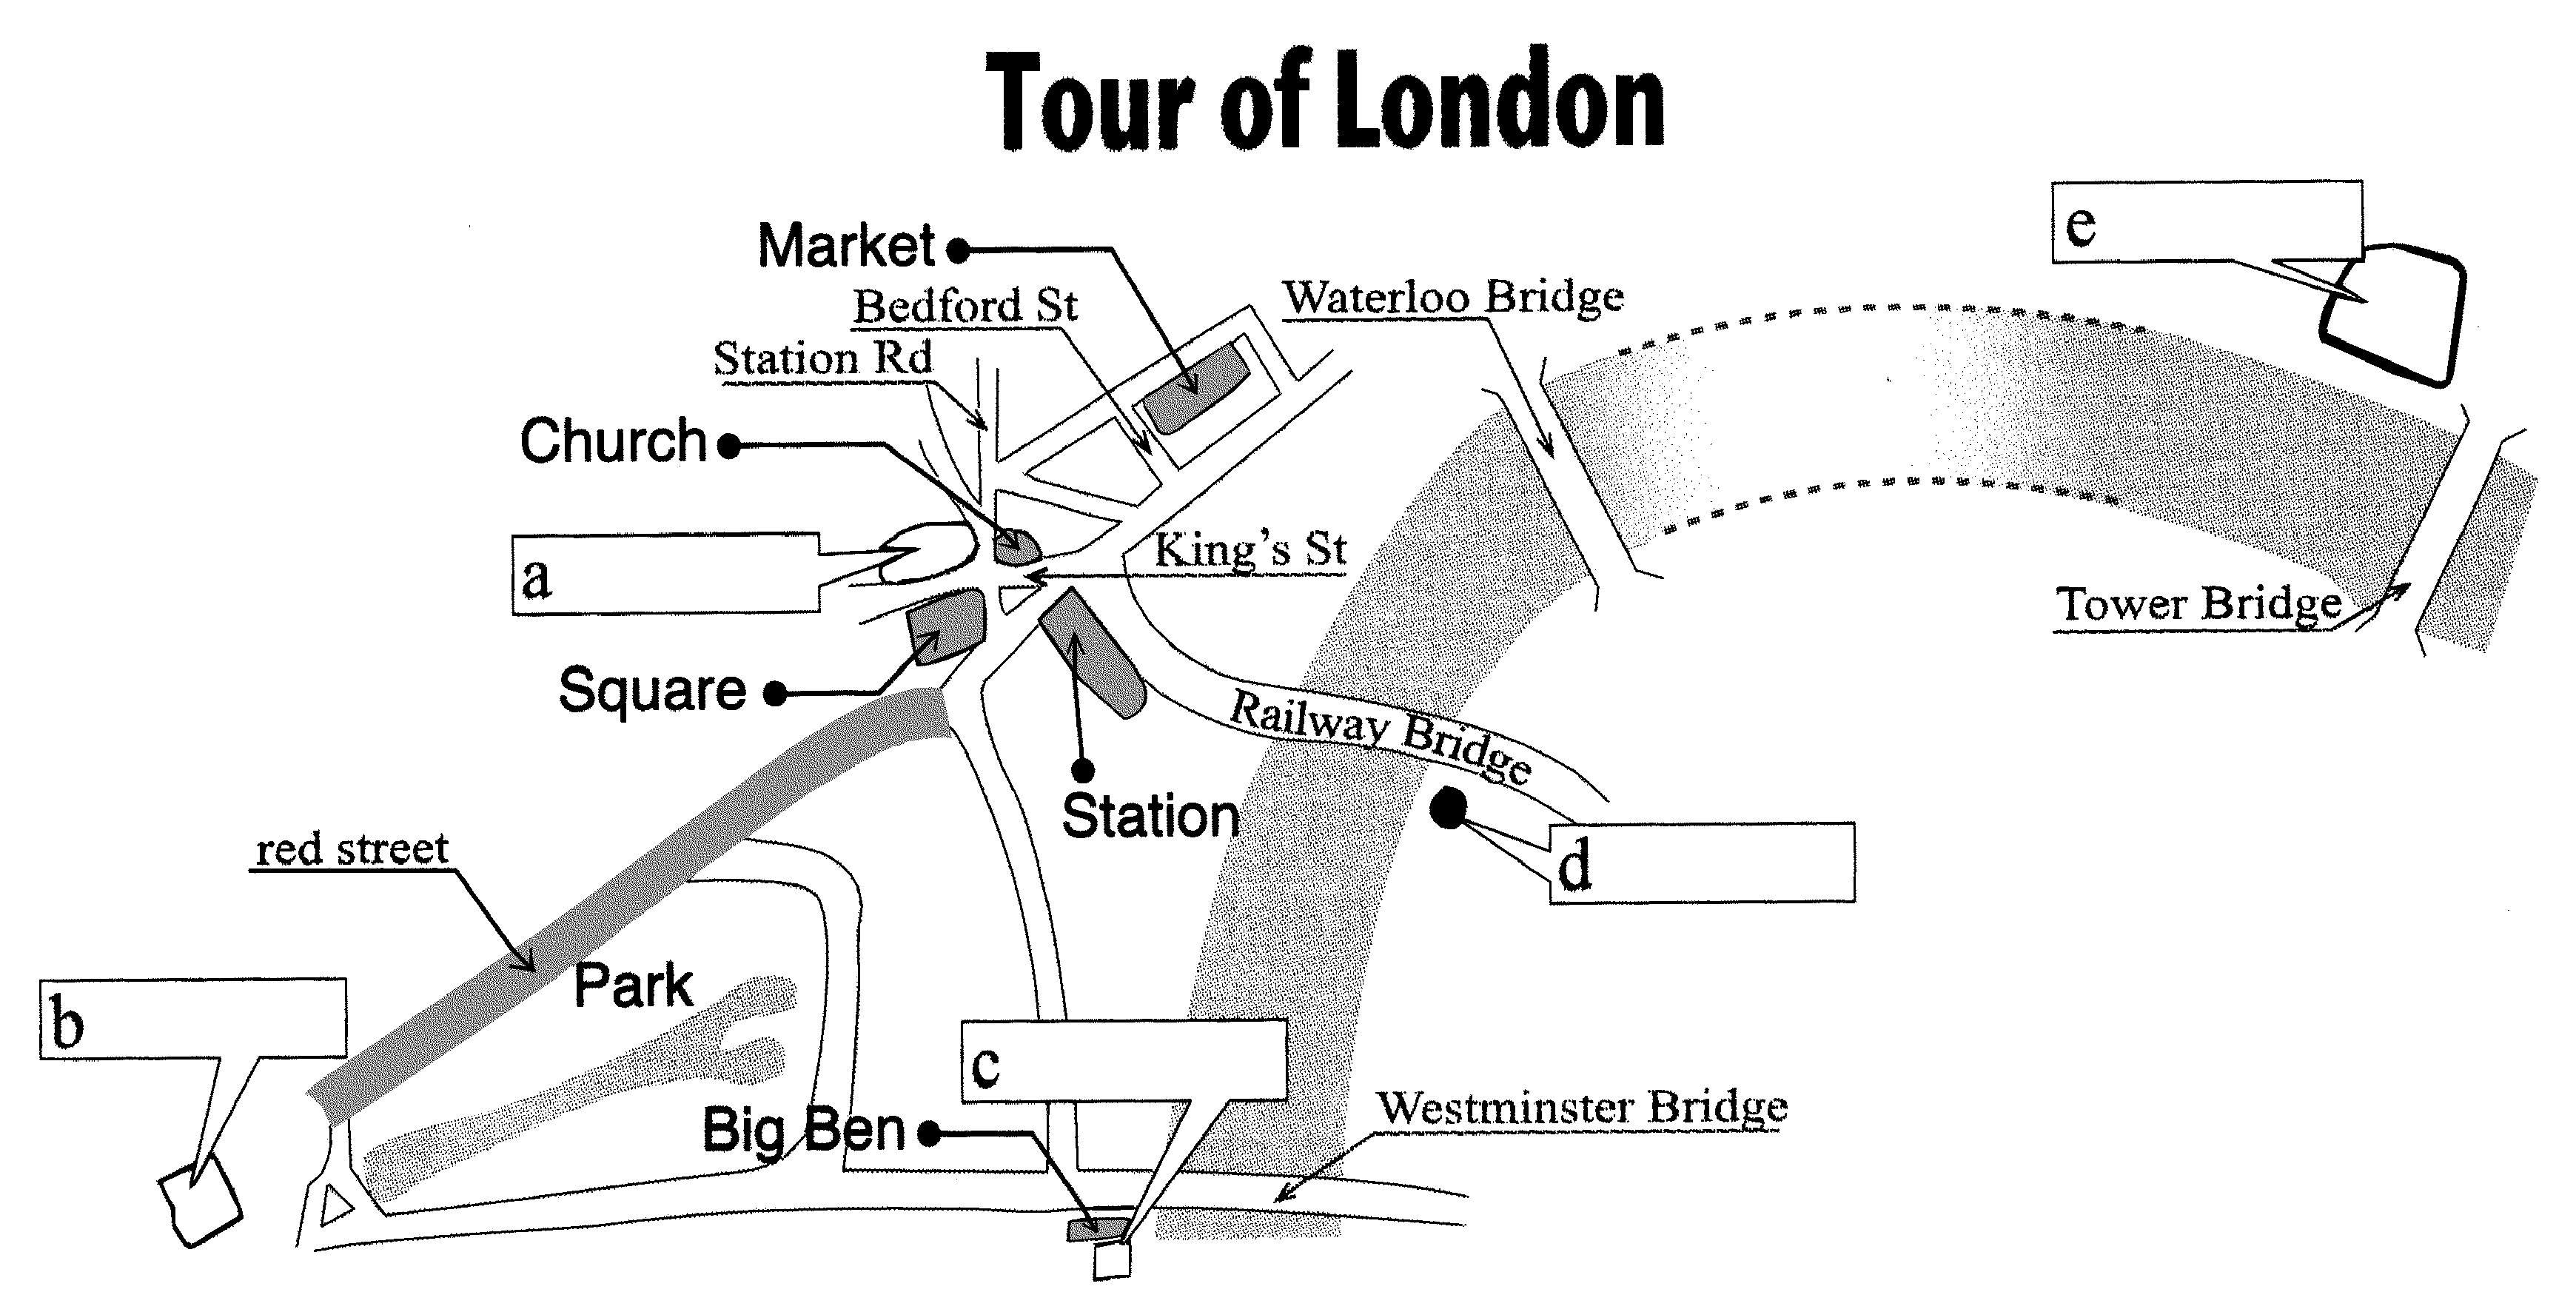 Tour of London
e
Market
Bedford St
Waterloo Bridge
Station Rd
Church
a
King's St
Tower Bridge
Square
Railway Bridge
Station
d
red street
Park
b
c
Big Ben
Westminster Bridge